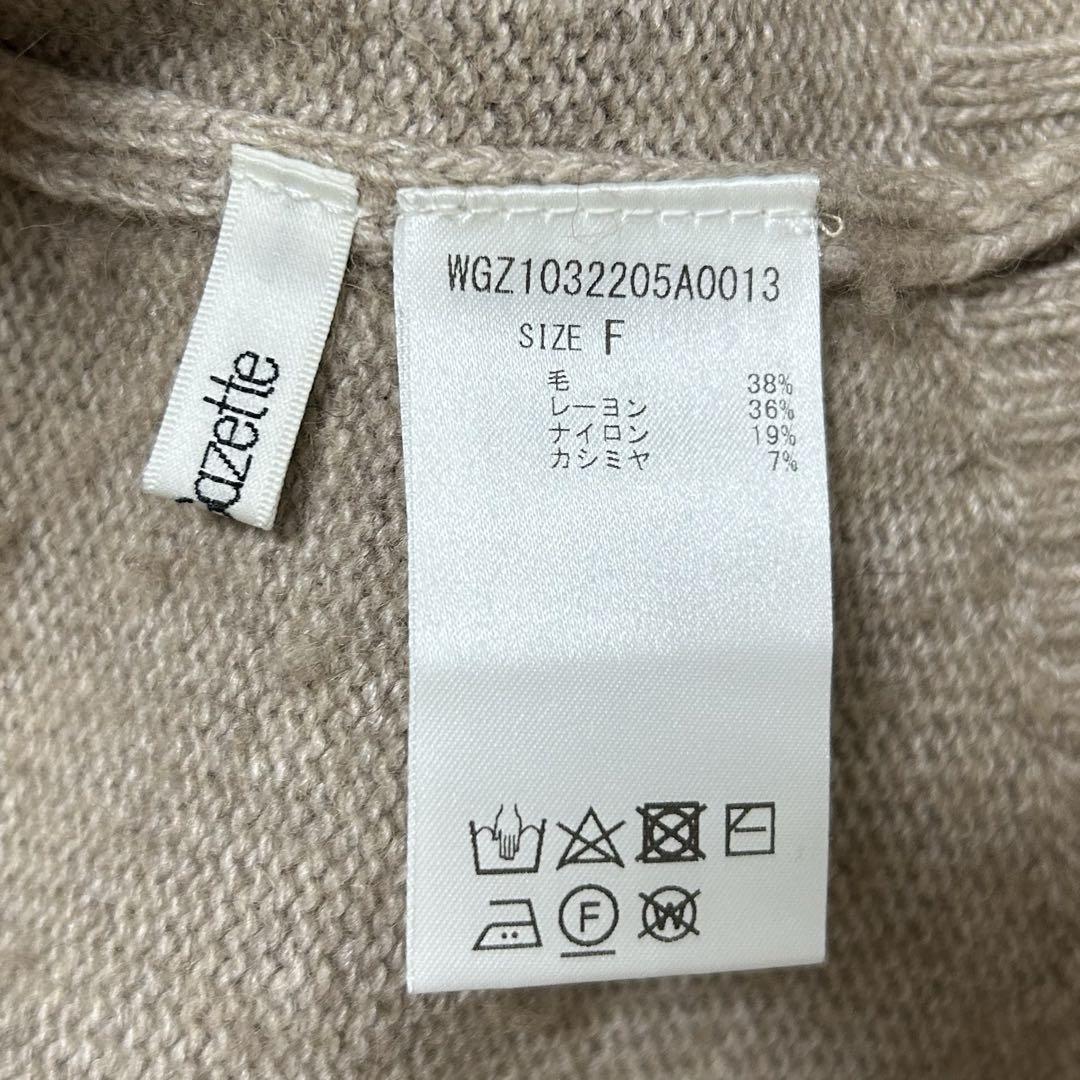 azette
WGZ1032205A0013
SIZE F
毛 38%
レーヨン 36%
ナイロン 19%
カシミヤ 7%
F
W